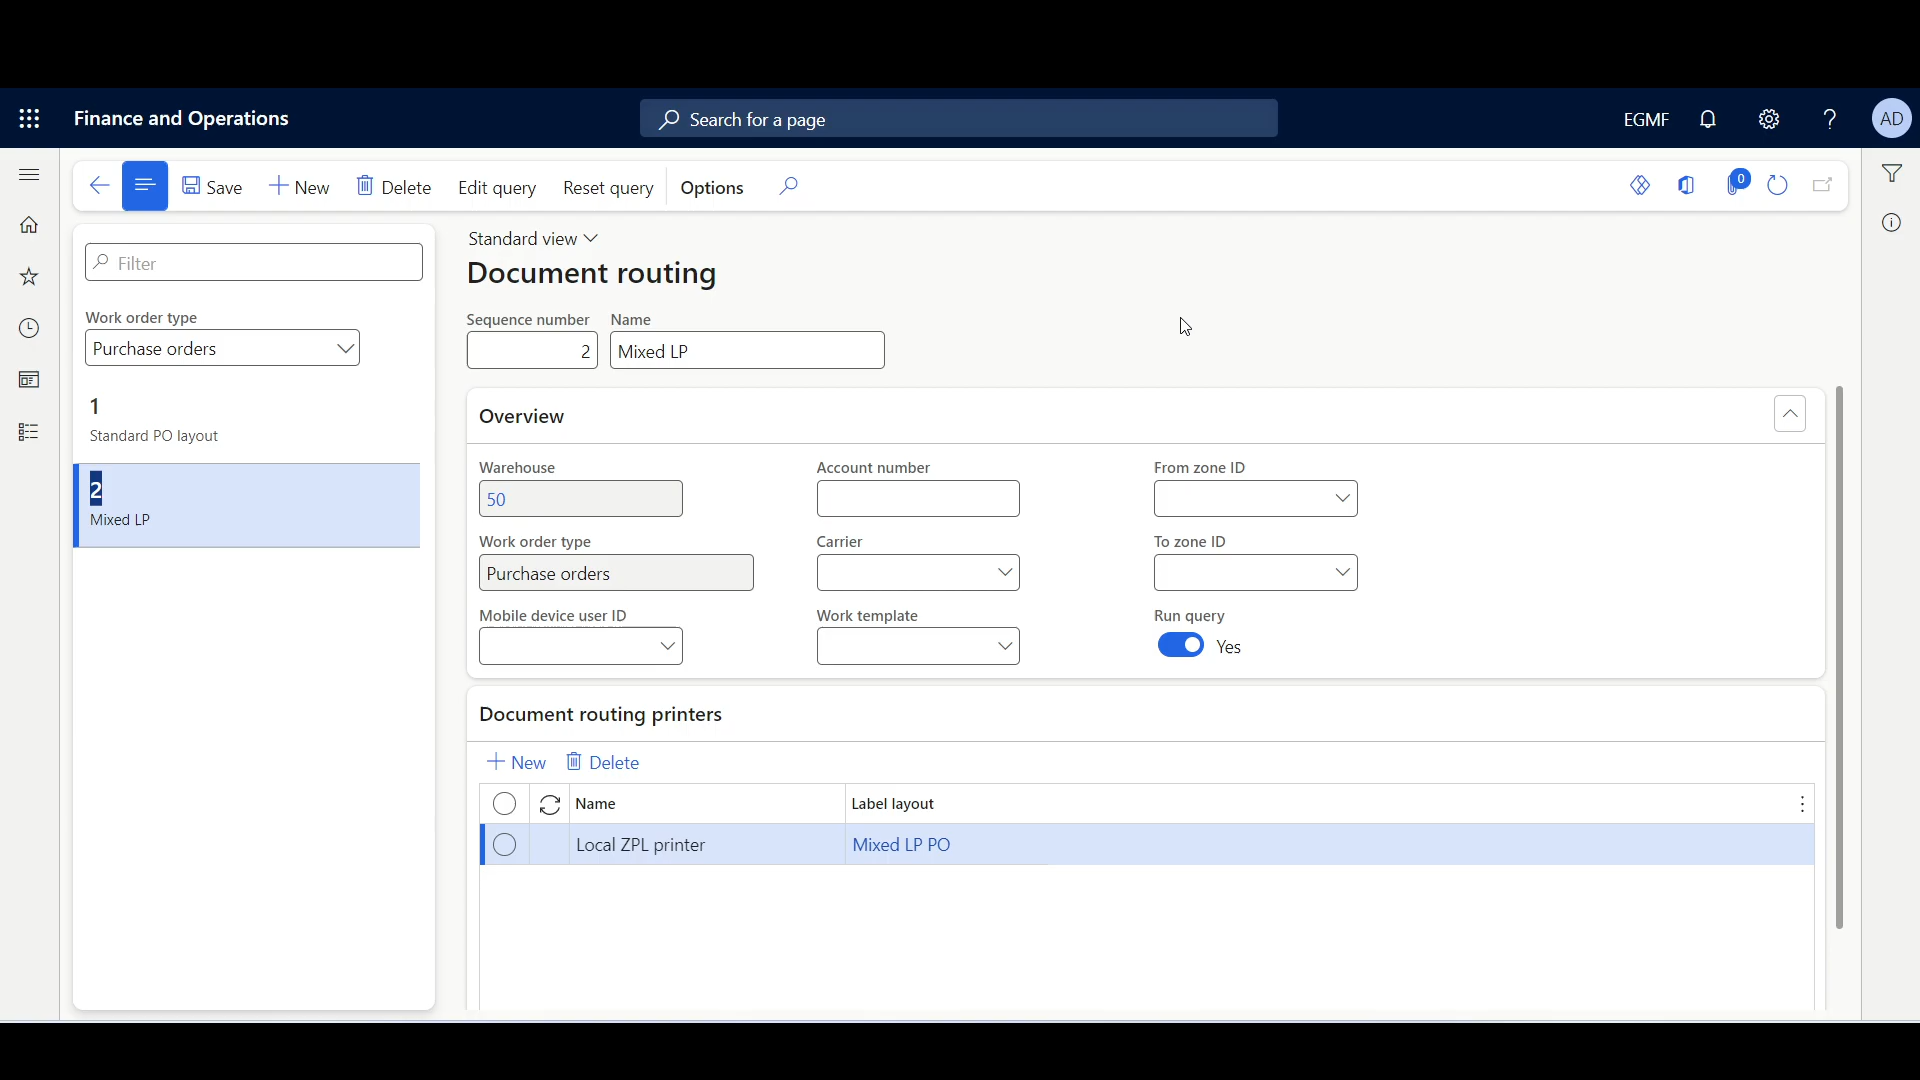 Finance and Operations
Search for a page
EGMF
AD
Save
New
Delete
Edit query
Reset query
Options
0
Filter
Work order type
Purchase orders
1
Standard PO layout
2
Mixed LP
Standard view
Document routing
Sequence number
Name
2
Mixed LP
Overview
Warehouse
Account number
From zone ID
50
Work order type
Carrier
To zone ID
Purchase orders
Mobile device user ID
Work template
Run query
Yes
Document routing printers
New
Delete
Name
Label layout
Local ZPL printer
Mixed LP PO